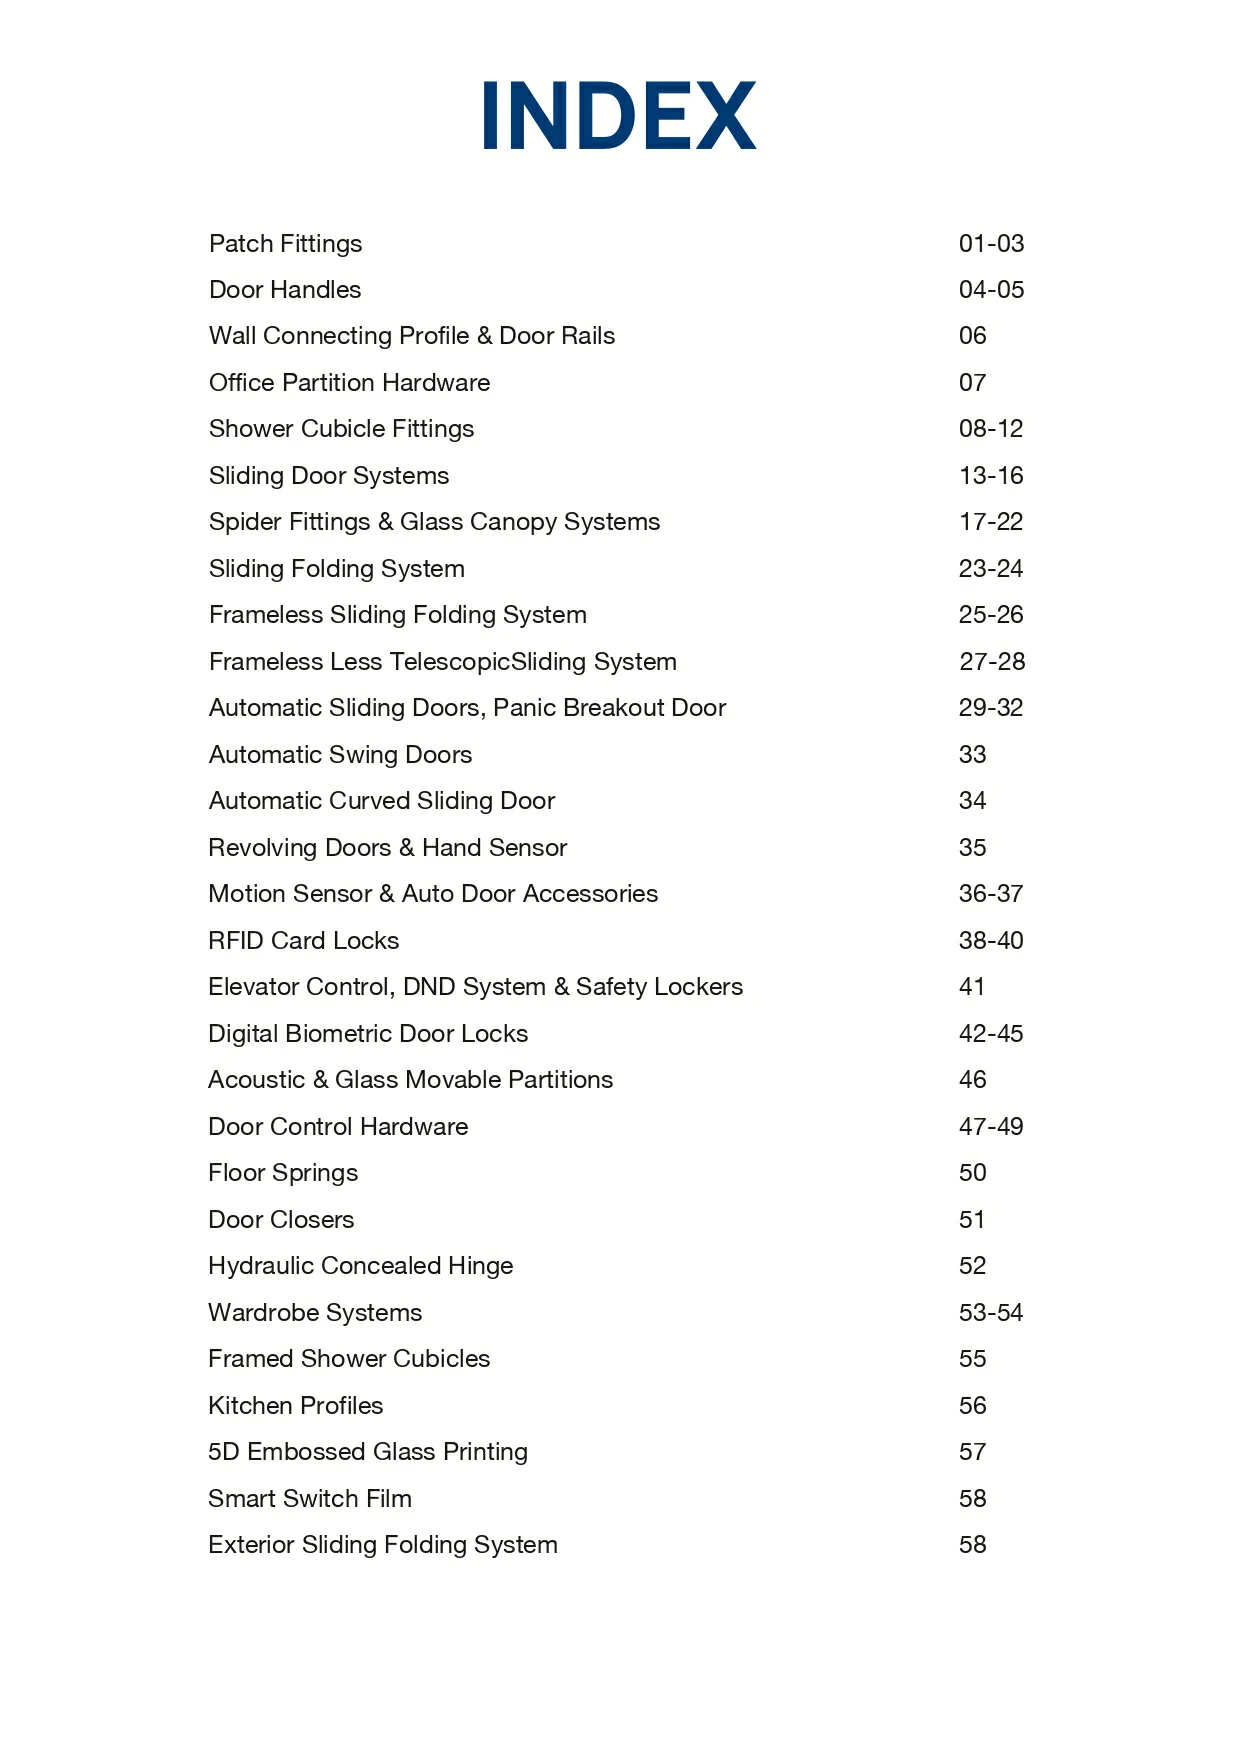 INDEX
Patch Fittings 01-03
Door Handles 04-05
Wall Connecting Profile & Door Rails 06
Office Partition Hardware 07
Shower Cubicle Fittings 08-12
Sliding Door Systems 13-16
Spider Fittings & Glass Canopy Systems 17-22
Sliding Folding System 23-24
Frameless Sliding Folding System 25-26
Frameless Less TelescopicSliding System 27-28
Automatic Sliding Doors, Panic Breakout Door 29-32
Automatic Swing Doors 33
Automatic Curved Sliding Door 34
Revolving Doors & Hand Sensor 35
Motion Sensor & Auto Door Accessories 36-37
RFID Card Locks 38-40
Elevator Control, DND System & Safety Lockers 41
Digital Biometric Door Locks 42-45
Acoustic & Glass Movable Partitions 46
Door Control Hardware 47-49
Floor Springs 50
Door Closers 51
Hydraulic Concealed Hinge 52
Wardrobe Systems 53-54
Framed Shower Cubicles 55
Kitchen Profiles 56
5D Embossed Glass Printing 57
Smart Switch Film 58
Exterior Sliding Folding System 58